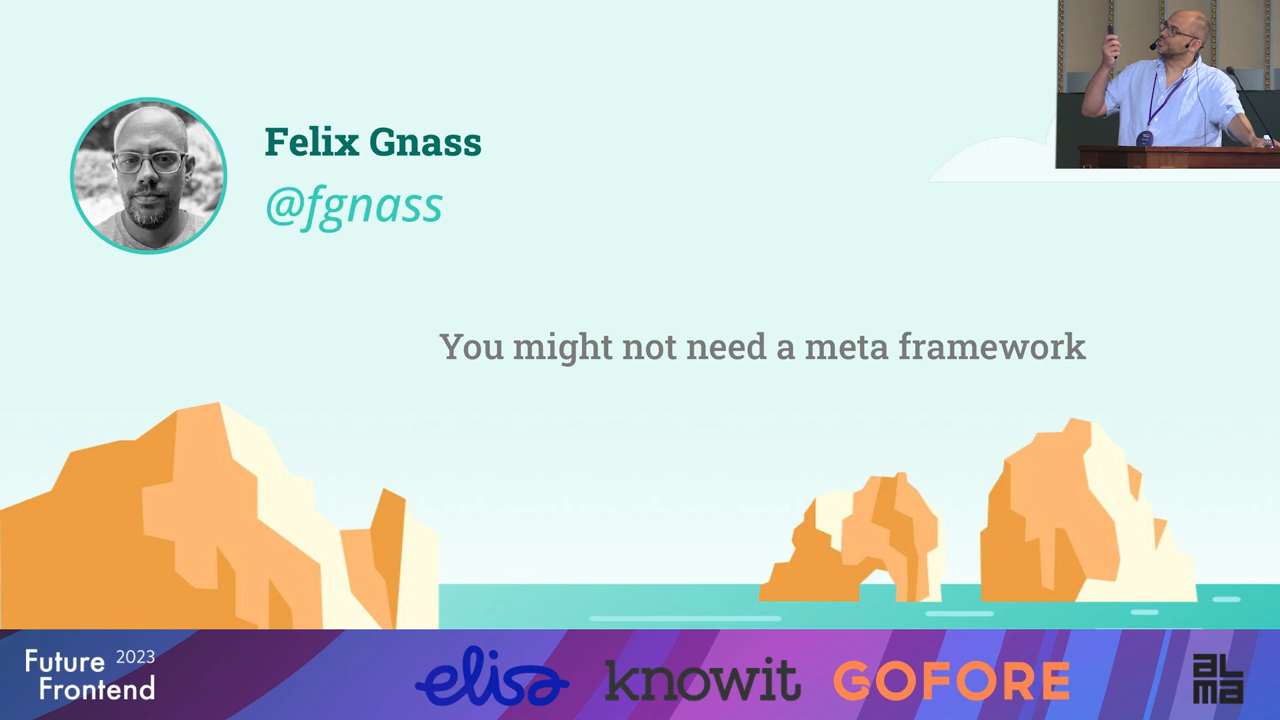 Felix Gnass
@fgnass
You might not need a meta framework
Future 2023
Frontend
elisa
knowit
GOFORE
aLma